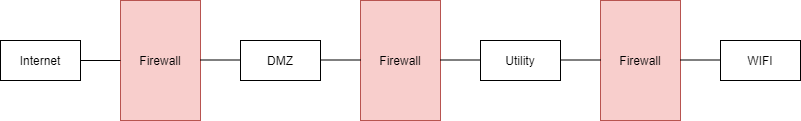 Internet
Firewall
DMZ
Firewall
Utility
Firewall
WIFI